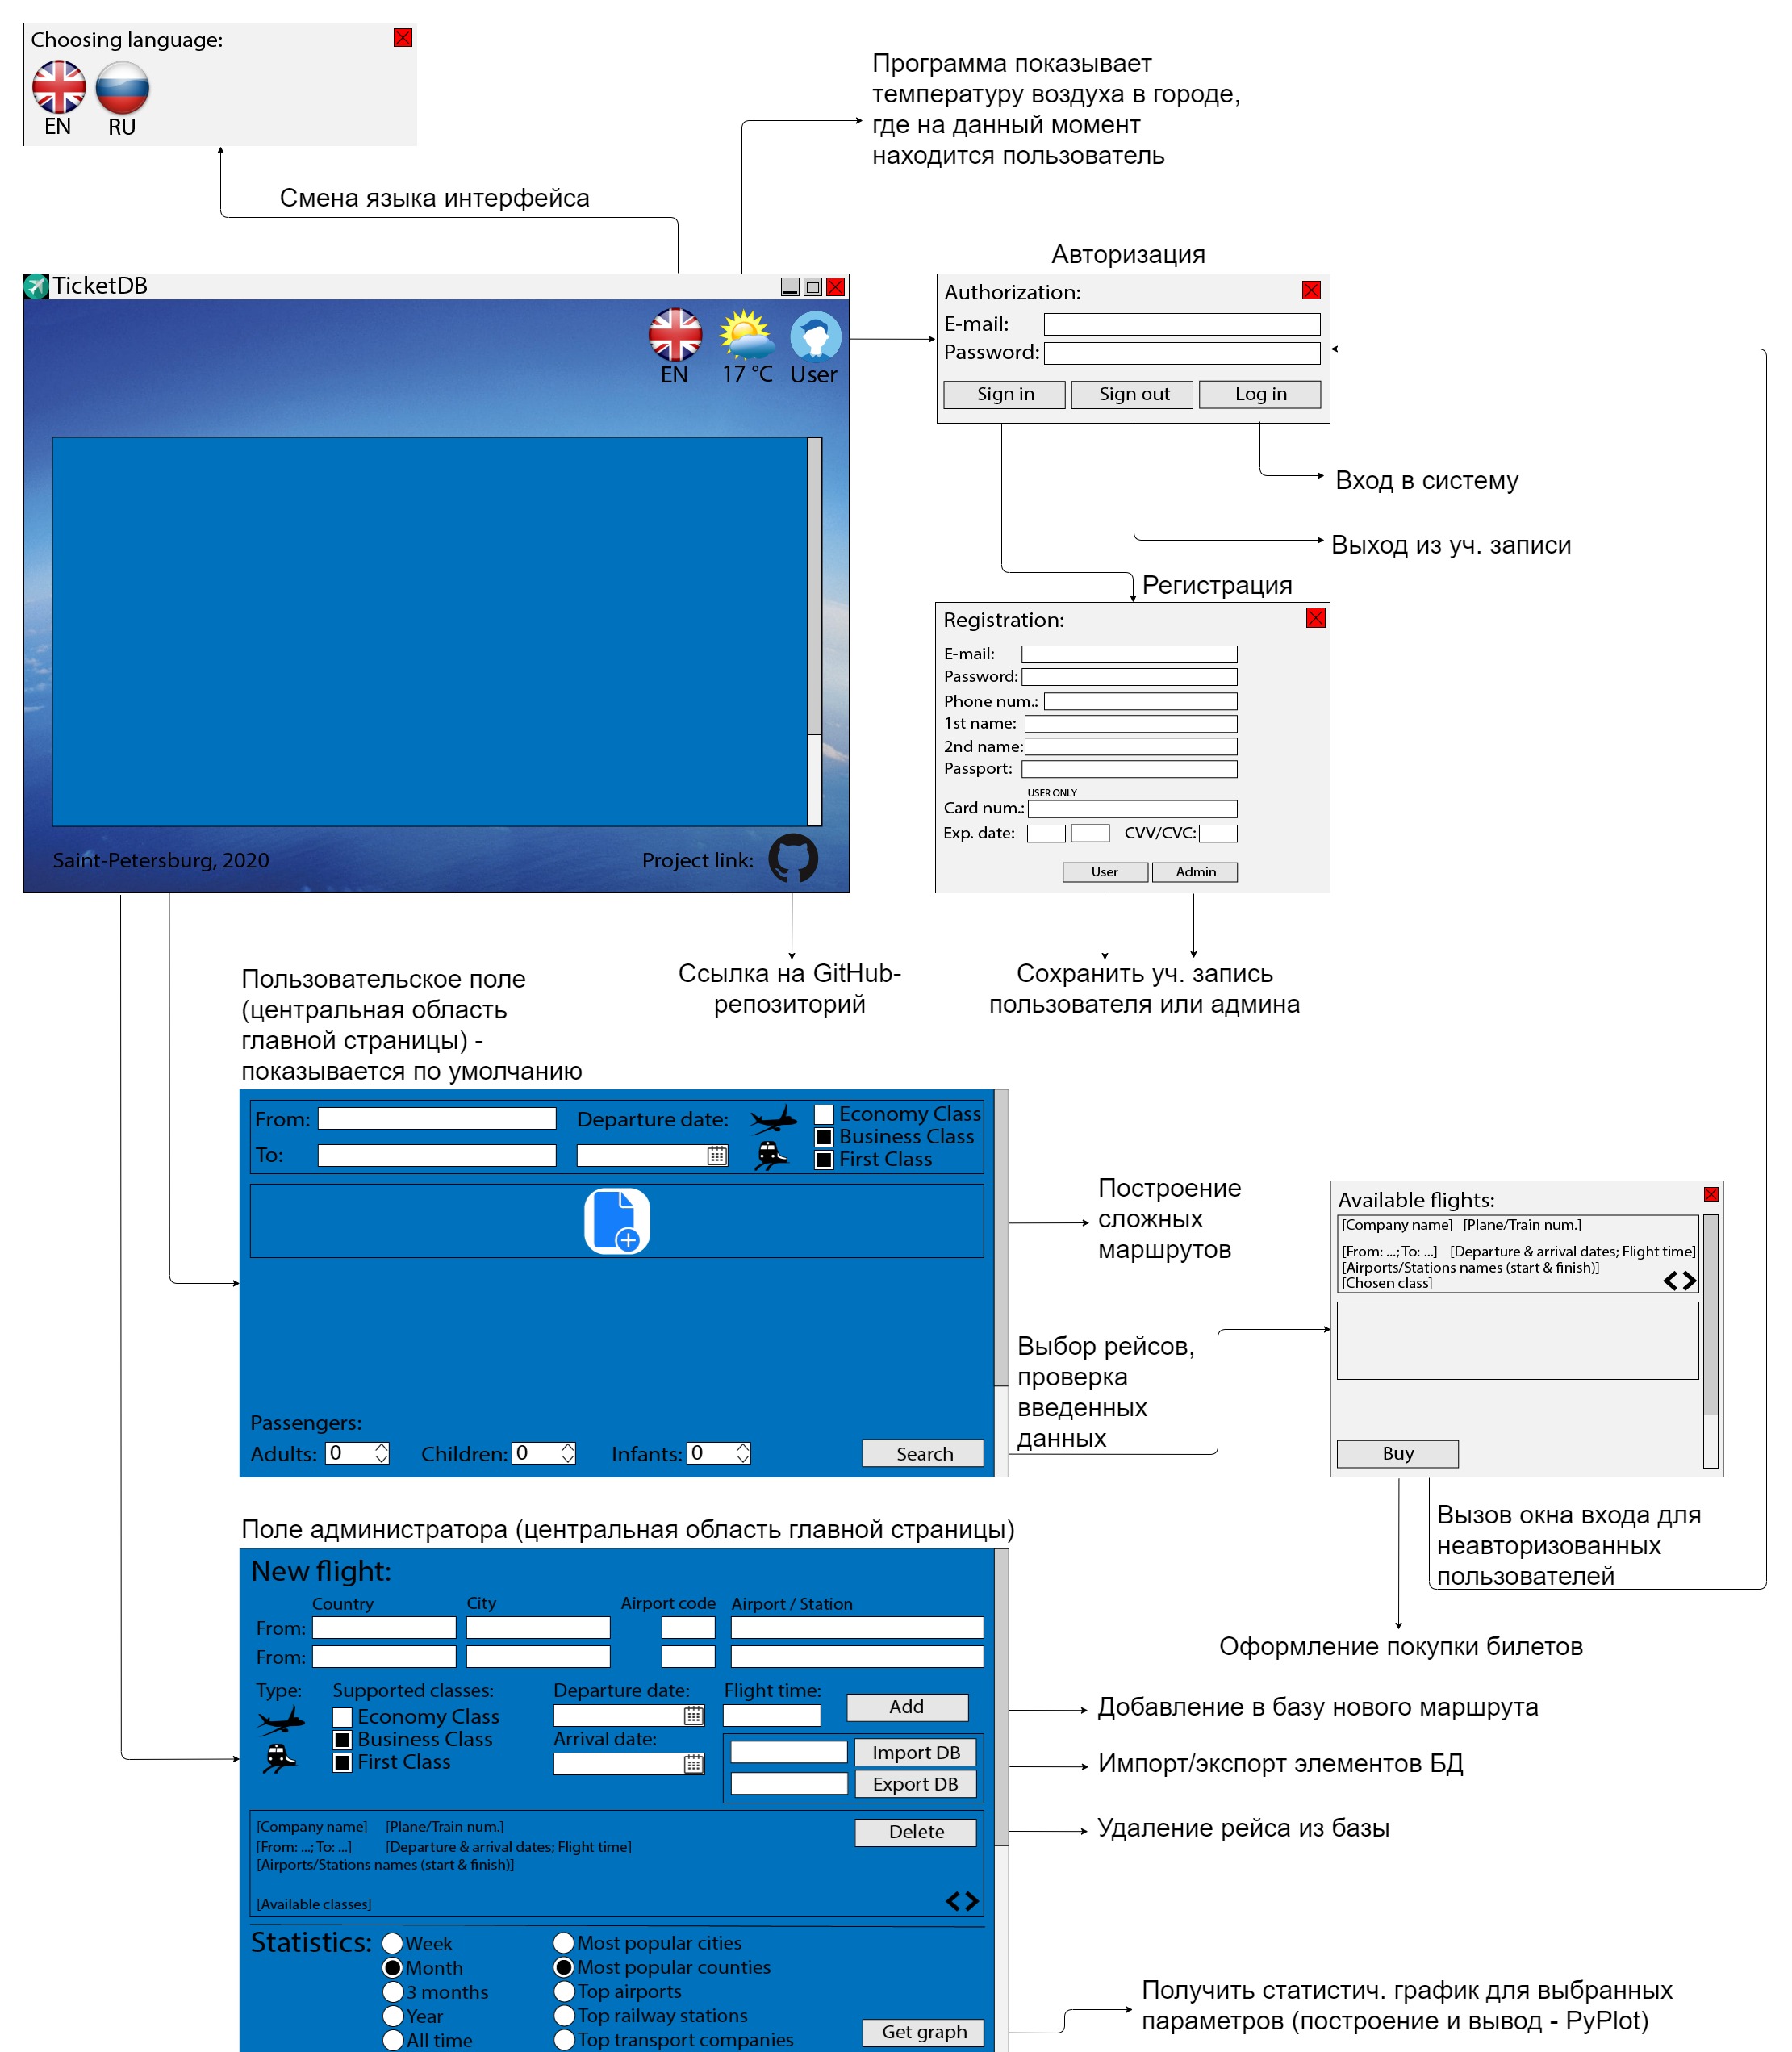 Choosing language:
EN RU
Программа показывает
температуру воздуха в городе,
где на данный момент
находится пользователь
Смена языка интерфейса
TicketDB
EN 17 °C User
Saint-Petersburg, 2020 Project link:
Авторизация
Authorization:
E-mail:
Password:
Sign in Sign out Log in
Вход в систему
Выход из уч. записи
Регистрация
Registration:
E-mail:
Password:
Phone num.:
1st name:
2nd name:
Passport:
USER ONLY
Card num.:
Exp. date: CVV/CVC:
User Admin
Ссылка на GitHub-
репозиторий
Сохранить уч. запись
пользователя или админа
Пользовательское поле
(центральная область
главной страницы) -
показывается по умолчанию
From: Departure date: Economy Class
Business Class
To: First Class
Построение
сложных
маршрутов
Выбор рейсов,
проверка
введенных
данных
Passengers:
Adults: 0 Children: 0 Infants: 0 Search
Available flights:
[Company name] [Plane/Train num.]
[From: ...; To: ...] [Departure & arrival dates; Flight time]
[Airports/Stations names (start & finish)]
[Chosen class] <>
Buy
Вызов окна входа для
неавторизованных
пользователей
Оформление покупки билетов
Поле администратора (центральная область главной страницы)
New flight:
Country City Airport code Airport / Station
From:
From:
Type: Supported classes: Departure date: Flight time:
Economy Class
Business Class
First Class
Arrival date:
Add
Import DB
Export DB
Добавление в базу нового маршрута
Импорт/экспорт элементов БД
Удаление рейса из базы
[Company name] [Plane/Train num.] Delete
[From: ...; To: ...] [Departure & arrival dates; Flight time]
[Airports/Stations names (start & finish)]
[Available classes] <>
Statistics: Week Most popular cities
Month Most popular counties
3 months Top airports
Year Top railway stations
All time Top transport companies Get graph
Получить статистич. график для выбранных
параметров (построение и вывод - PyPlot)